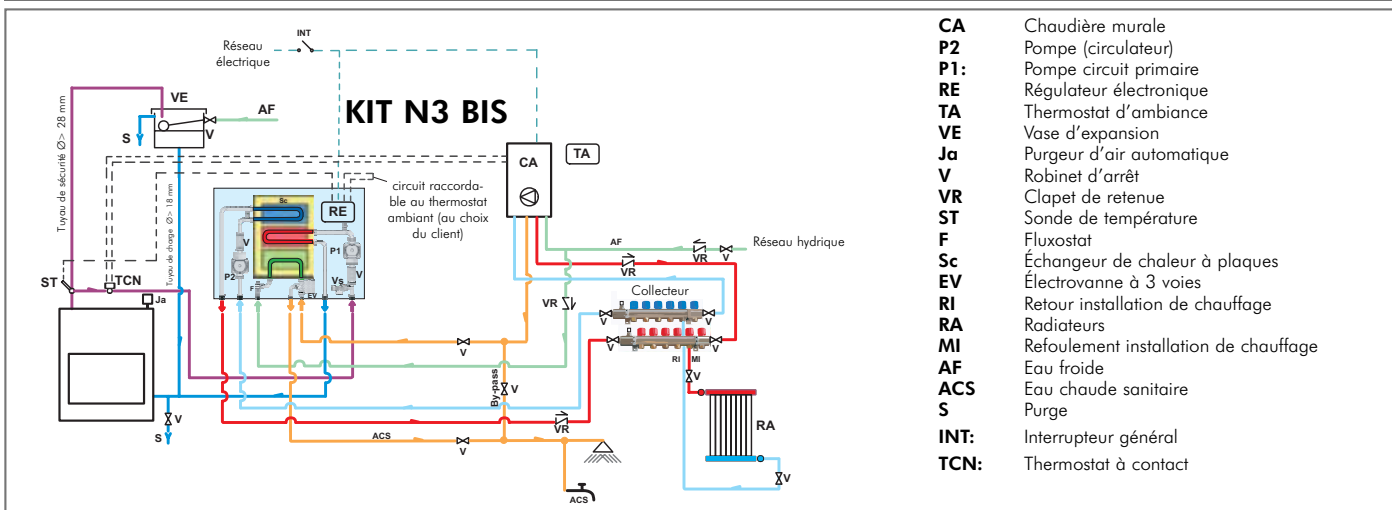 INT
Réseau
électrique
VE
AF
KIT N3 BIS
S
V
Tuyau de sécurité Ø> 28 mm
Tuyau de charge Ø> 18 mm
CA
TA
circuit raccorda-
ble au thermostat
ambiant (au choix
du client)
Sc
RE
V
P1
P2
V
Vs
F
EV
ST
TCN
Ja
AF
VR
V
Réseau hydrique
VR
VR
Collecteur
V
V
V
V
RI
MI
V
V
By-pass
V
RA
V
S
VR
ACS
V
V
ACS
CA Chaudière murale
P2 Pompe (circulateur)
P1: Pompe circuit primaire
RE Régulateur électronique
TA Thermostat d’ambiance
VE Vase d’expansion
Ja Purgeur d’air automatique
V Robinet d’arrêt
VR Clapet de retenue
ST Sonde de température
F Fluxostat
Sc Échangeur de chaleur à plaques
EV Électrovanne à 3 voies
RI Retour installation de chauffage
RA Radiateurs
MI Refoulement installation de chauffage
AF Eau froide
ACS Eau chaude sanitaire
S Purge
INT: Interrupteur général
TCN: Thermostat à contact